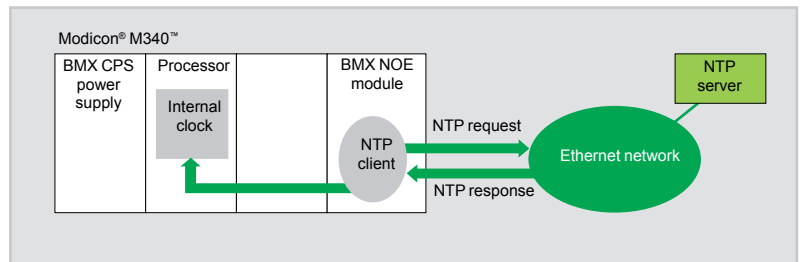 Modicon® M340™
BMX CPS
power
supply
Processor
Internal
clock
BMX NOE
module
NTP
client
NTP request
NTP response
Ethernet network
NTP
server